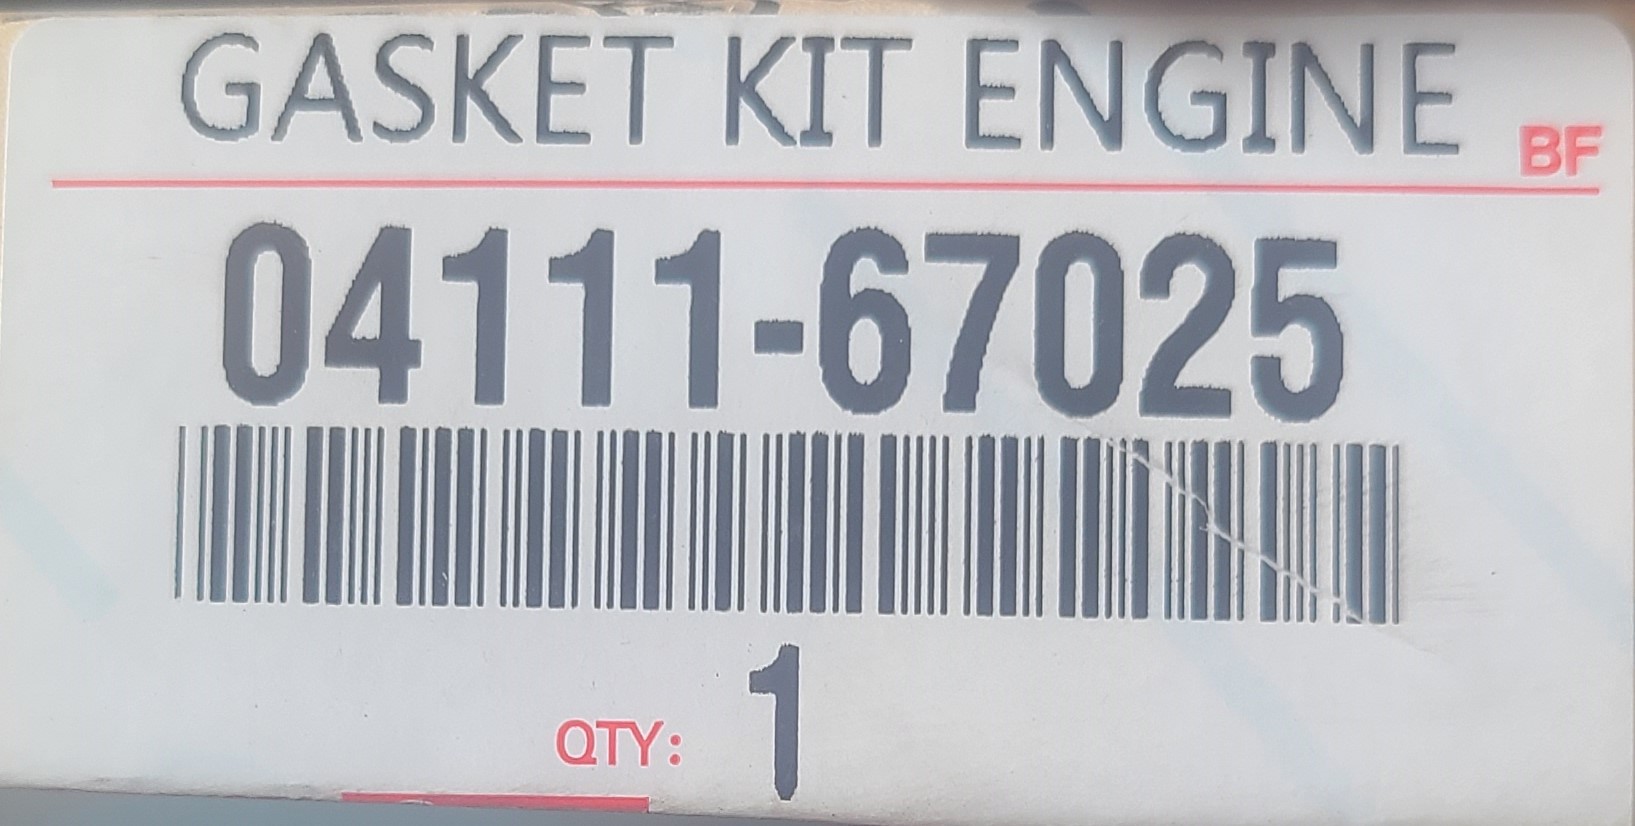 GASKET KIT ENGINE BF
04111-67025
QTY: 1